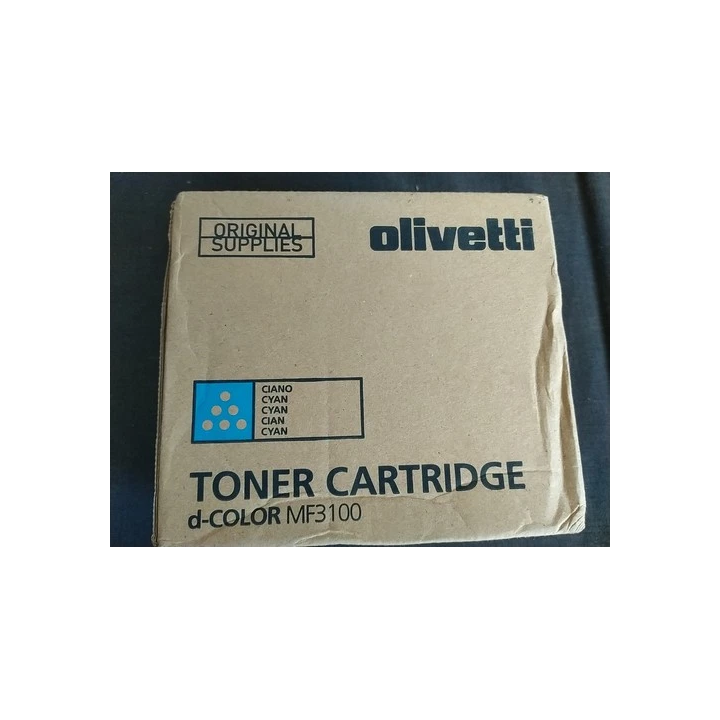 ORIGINAL
SUPPLIES
olivetti
CIANO
CYAN
CYAN
CIAN
CYAN
TONER CARTRIDGE
d-COLOR MF3100